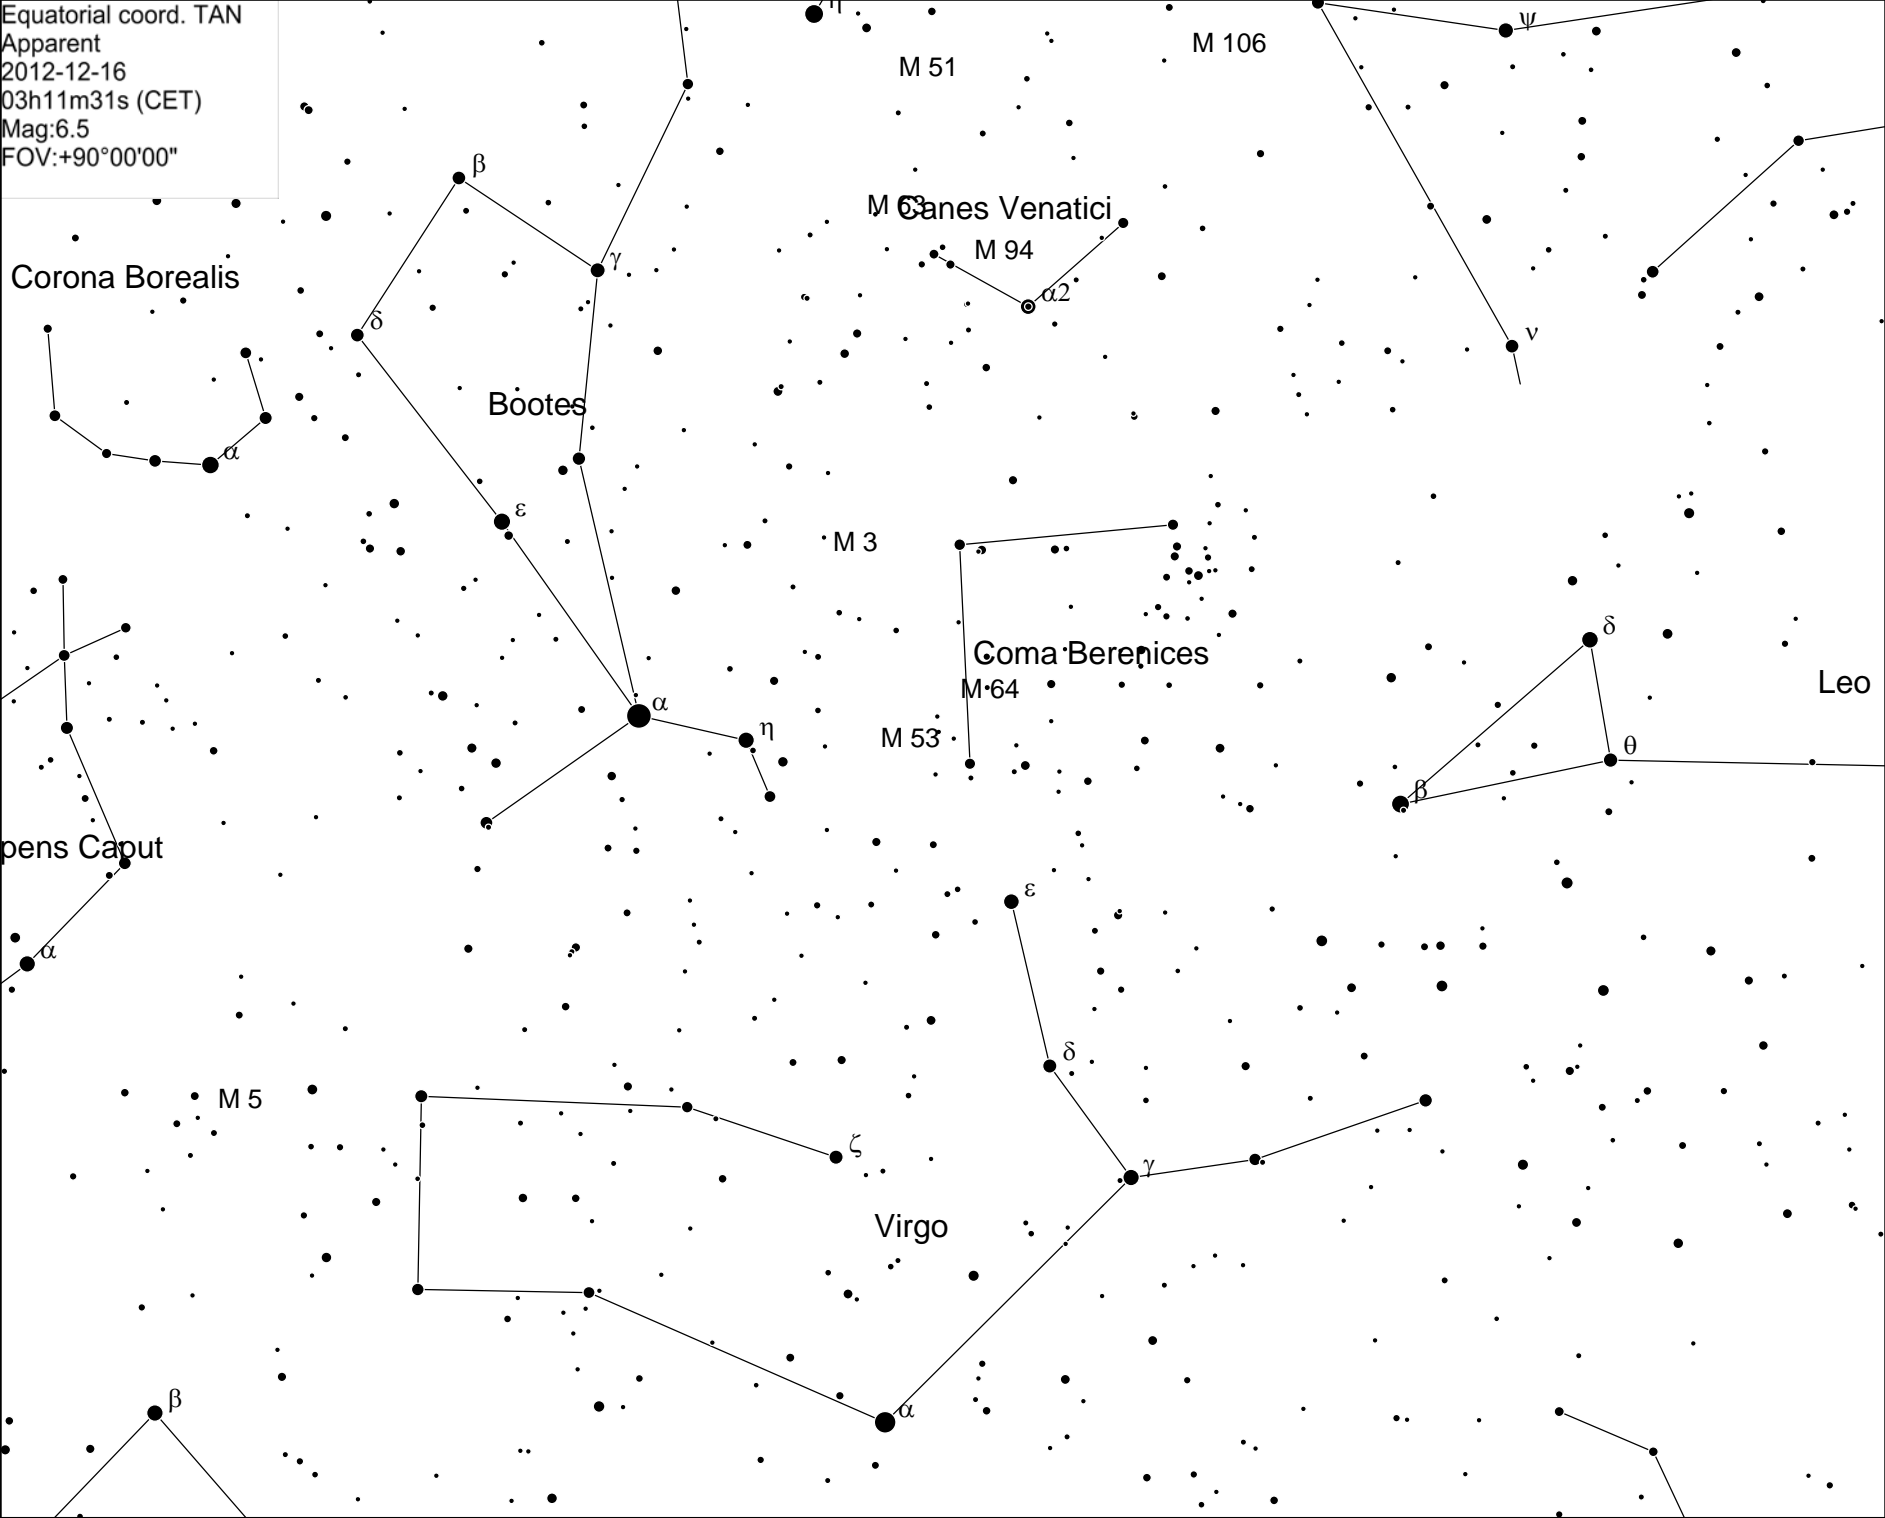 Equatorial coord. TAN
Apparent
2012-12-16
03h11m31s (CET)
Mag:6.5
FOV:+90°00'00"
η
ψ
M 106
M 51
β
M 63
Canes Venatici
M 94
γ
Corona Borealis
α2
δ
ν
Bootes
α
ε
M 3
δ
Coma Berenices
Leo
M 64
α
η
M 53
θ
β
pens Caput
ε
α
δ
M 5
ζ
γ
Virgo
β
α